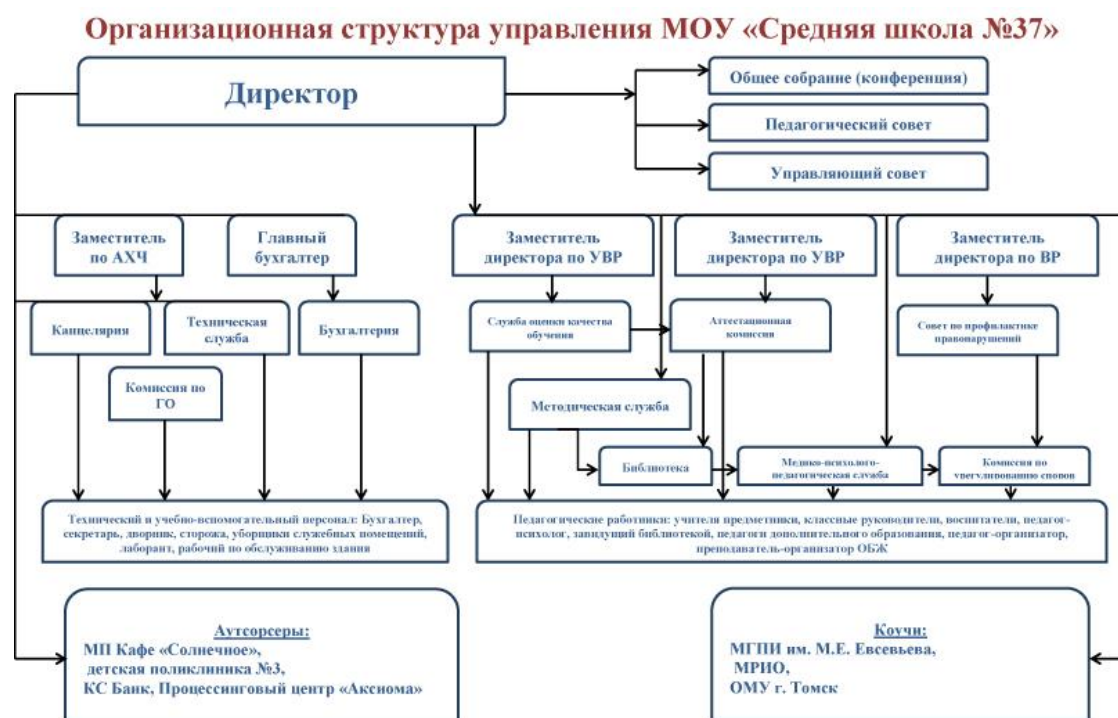 Организационная структура управления МОУ «Средняя школа №37»
Директор
Общее собрание (конференция)
Педагогический совет
Управляющий совет
Заместитель
по АХЧ
Главный
бухгалтер
Заместитель
директора по УВР
Заместитель
директора по УВР
Заместитель
директора по ВР
Канцелярия
Техническая
служба
Бухгалтерия
Служба оценки качества
обучения
Аттестационная
комиссия
Совет по профилактике
правонарушений
Комиссия по
ГО
Методическая служба
Библиотека
Медико-психолого-
педагогическая служба
Комиссия по
урегулированию споров
Технический и учебно-вспомогательный персонал: Бухгалтер,
секретарь, дворник, сторожа, уборщики служебных помещений,
лаборант, рабочий по обслуживанию здания
Педагогические работники: учителя предметники, классные руководители, воспитатели, педагог-
психолог, завидущий библиотекой, педагоги дополнительного образования, педагог-организатор,
преподаватель-организатор ОБЖ
Аутсорсеры:
МП Кафе «Солнечное»,
детская поликлиника №3,
КС Банк, Процессинговый центр «Аксиома»
Коучи:
МГПИ им. М.Е. Евсевьева,
МРИО,
ОМУ г. Томск